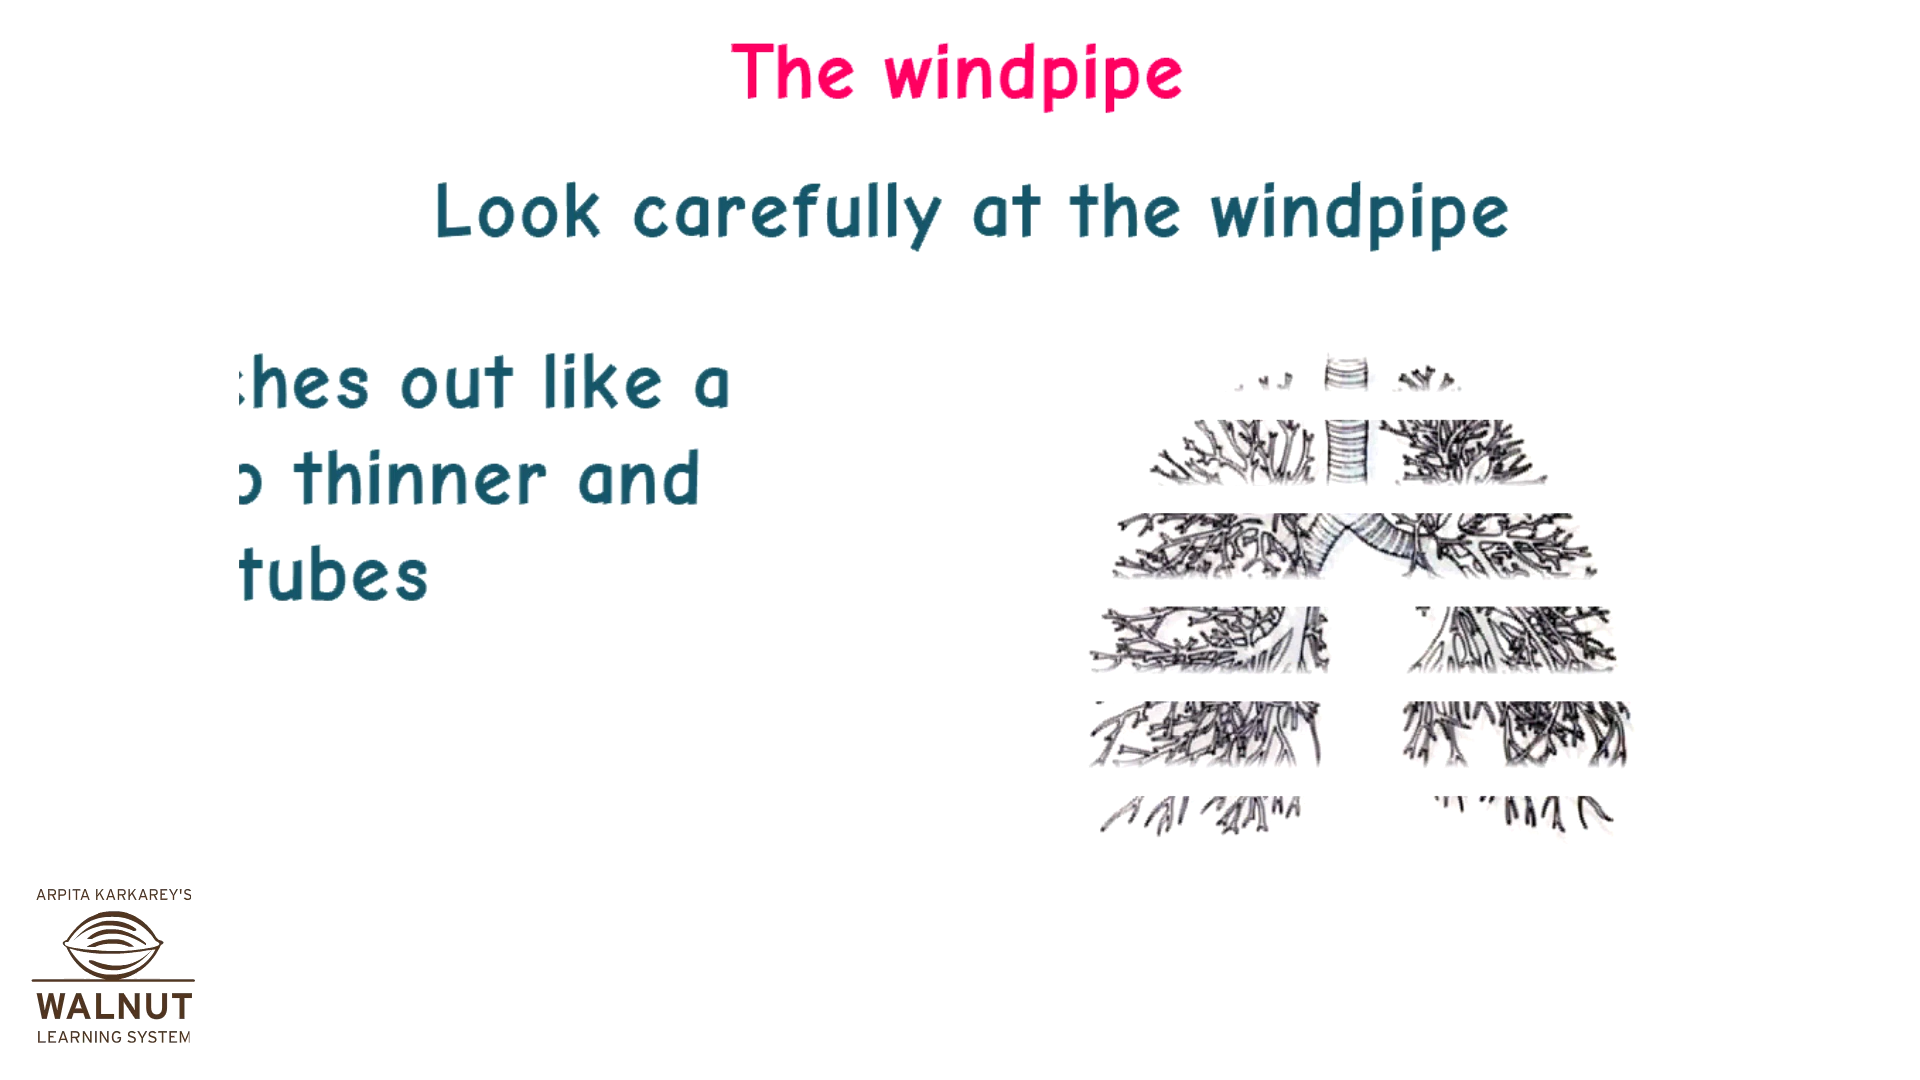 The windpipe
Look carefully at the windpipe
hes out like a
thinner and
tubes
ARPITA KARKAREY'S
WALNUT
LEARNING SYSTEM